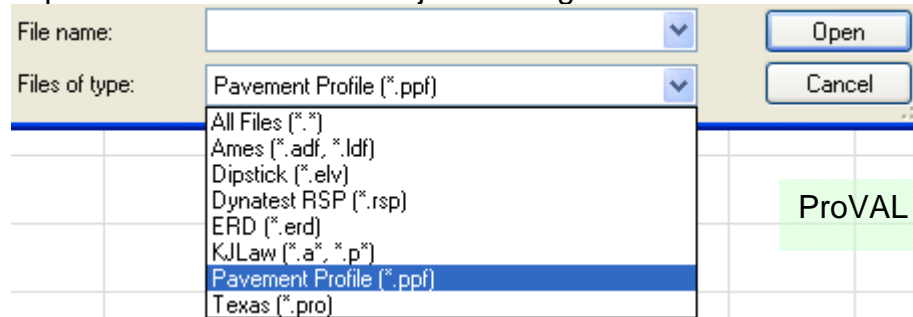 File name:
Open
Files of type:
Pavement Profile (*.ppf)
Cancel
All Files (*.*)
Ames (*.adf, *.ldf)
Dipstick (*.elv)
Dynatest RSP (*.rsp)
ProVAL
ERD (*.erd)
KJLaw (*.a*, *.p*)
Pavement Profile (*.ppf)
Texas (*.pro)